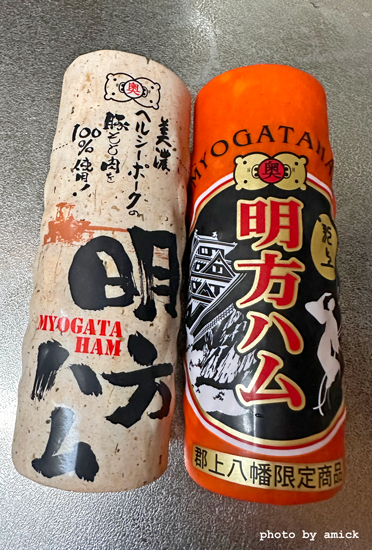 奥
美濃
ヘルシーポークの
豚もも肉を
100%使用!
明方ハム
MYOGATA
HAM
MYOGATAHAM
奥
明方ハム
郡上八幡限定商品
photo by amick